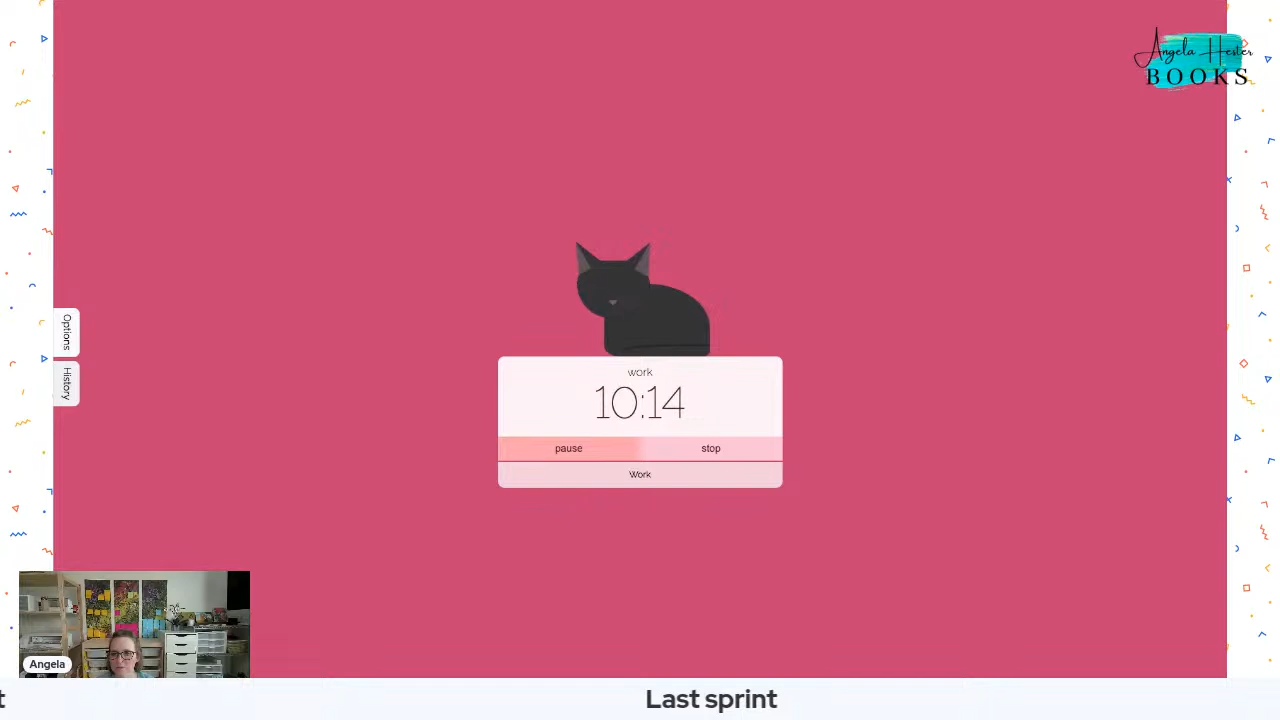 Angela Hester
BOOKS
Options
History
work
10:14
pause
stop
Work
Angela
t
Last sprint